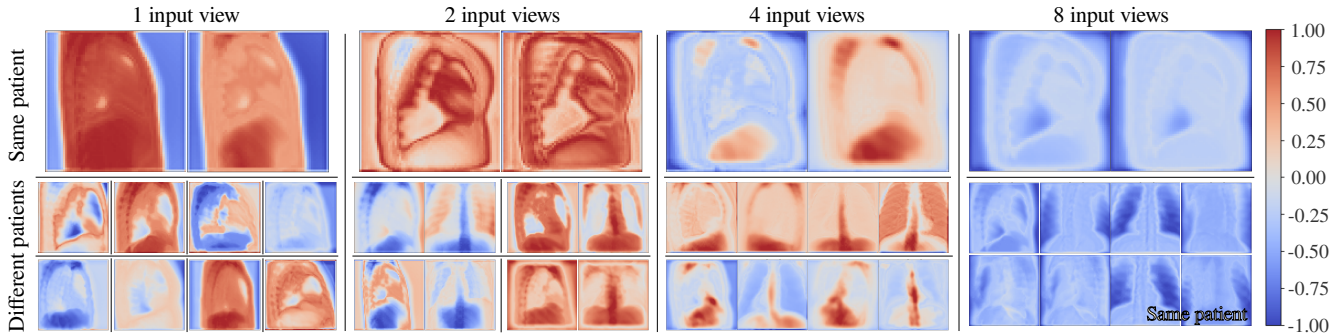 1 input view
2 input views
4 input views
8 input views
Same patient
Different patients
Same patient
1.00
0.75
0.50
0.25
0.00
-0.25
-0.50
-0.75
-1.00